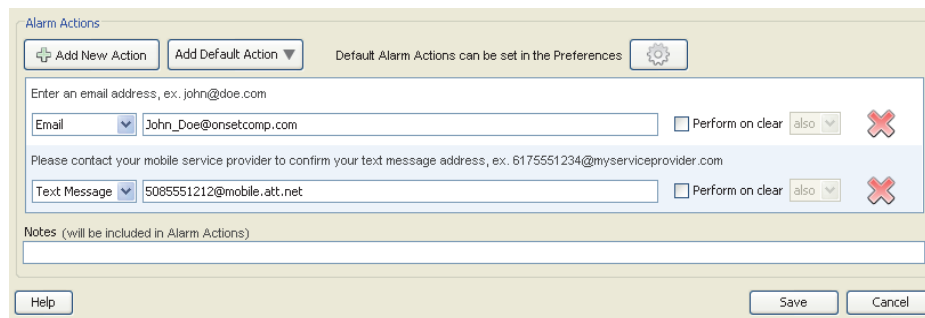 Alarm Actions
Add New Action Add Default Action Default Alarm Actions can be set in the Preferences
Enter an email address, ex. john@doe.com
Email John_Doe@onsetcomp.com Perform on clear also
Please contact your mobile service provider to confirm your text message address, ex. 6175551234@myserviceprovider.com
Text Message 5085551212@mobile.att.net Perform on clear also
Notes (will be included in Alarm Actions)
Help Save Cancel